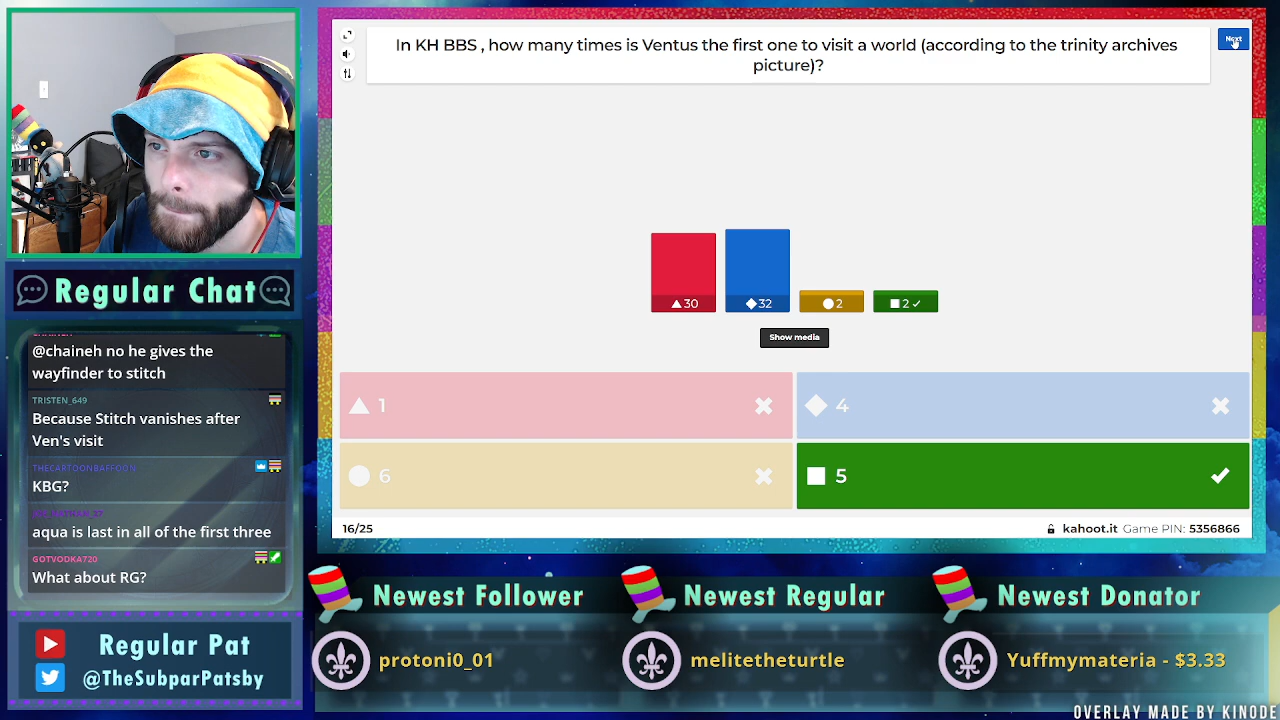 In KH BBS , how many times is Ventus the first one to visit a world (according to the trinity archives
picture)?
Next
30
32
2
2
Show media
1
4
6
5
16/25
kahoot.it Game PIN: 5356866
Regular Chat
@chaineh no he gives the
wayfinder to stitch
TRISTEN_649
Because Stitch vanishes after
Ven's visit
THECARTOONBAFFOON
KBG?
aqua is last in all of the first three
GOTVODKA720
What about RG?
Regular Pat
@TheSubparPatsby
Newest Follower
protoni0_01
Newest Regular
melitetheturtle
Newest Donator
Yuffmymateria - $3.33
OVERLAY MADE BY KINODE